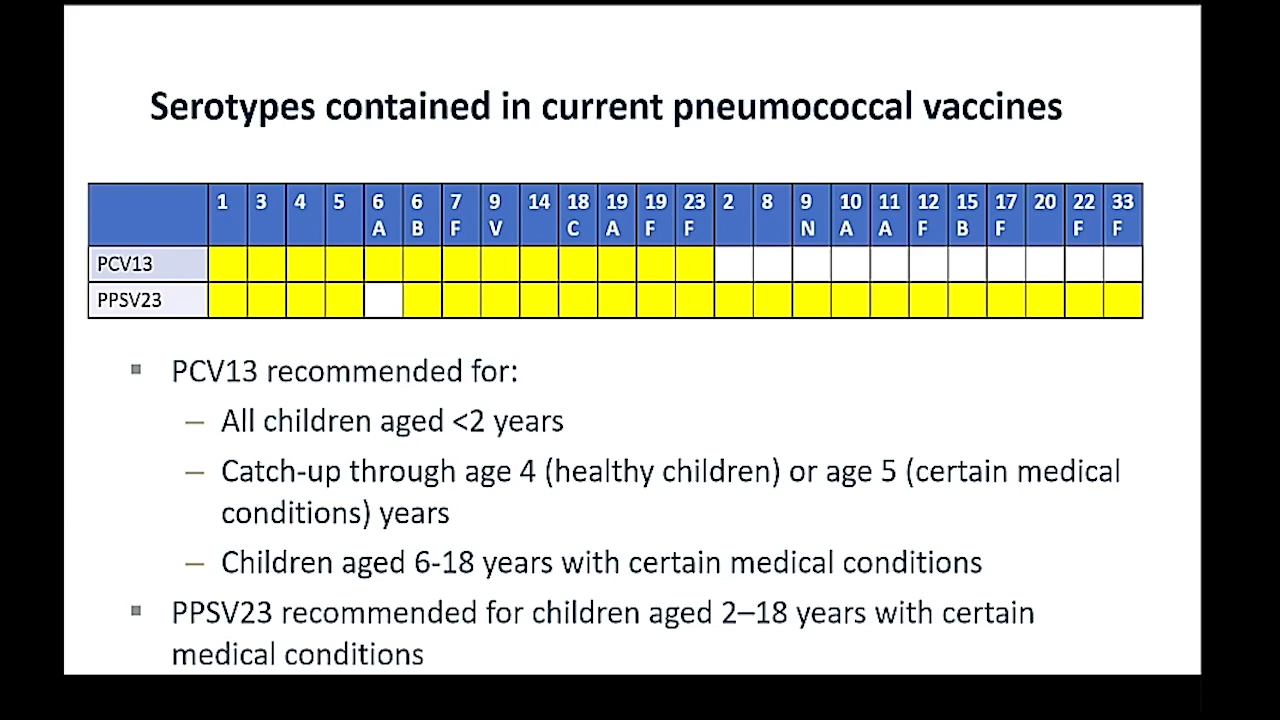 Serotypes contained in current pneumococcal vaccines
1 3 4 5 6A 6B 7F 9V 14 18C 19A 19F 23F 2 8 9N 10A 11A 12F 15B 17F 20 22F 33F
PCV13
PPSV23
▪ PCV13 recommended for:
– All children aged <2 years
– Catch-up through age 4 (healthy children) or age 5 (certain medical
conditions) years
– Children aged 6-18 years with certain medical conditions
▪ PPSV23 recommended for children aged 2–18 years with certain
medical conditions